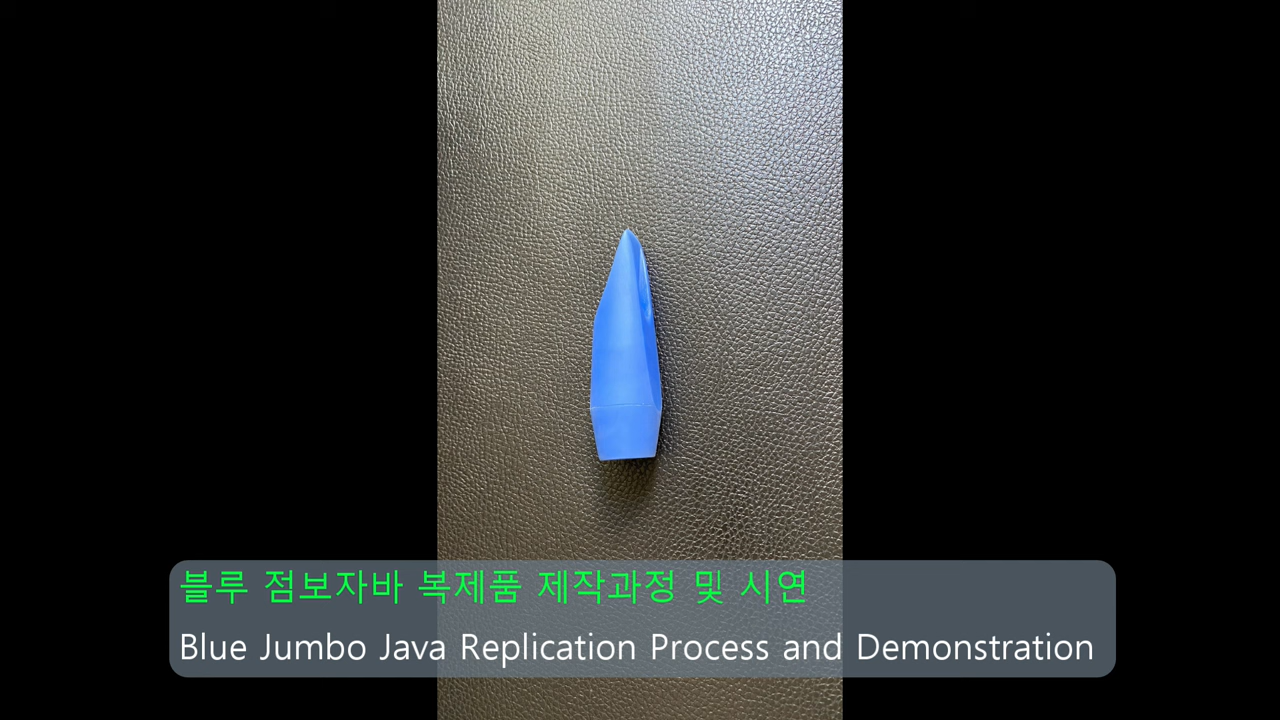 블루 점보자바 복제품 제작과정 및 시연
Blue Jumbo Java Replication Process and Demonstration